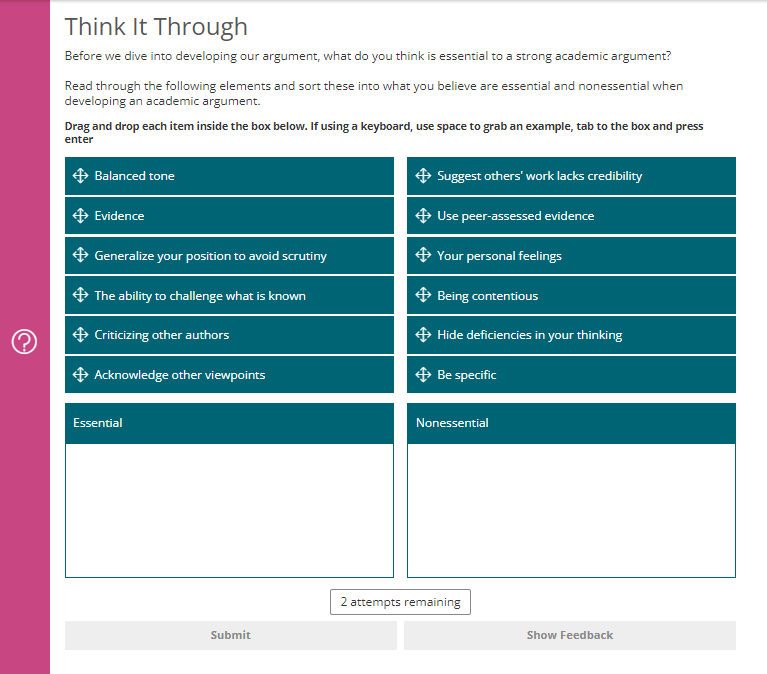 Think It Through
Before we dive into developing our argument, what do you think is essential to a strong academic argument?
Read through the following elements and sort these into what you believe are essential and nonessential when
developing an academic argument.
Drag and drop each item inside the box below. If using a keyboard, use space to grab an example, tab to the box and press
enter
Balanced tone
Suggest others' work lacks credibility
Evidence
Use peer-assessed evidence
Generalize your position to avoid scrutiny
Your personal feelings
The ability to challenge what is known
Being contentious
Criticizing other authors
Hide deficiencies in your thinking
Acknowledge other viewpoints
Be specific
Essential
Nonessential
2 attempts remaining
Submit
Show Feedback